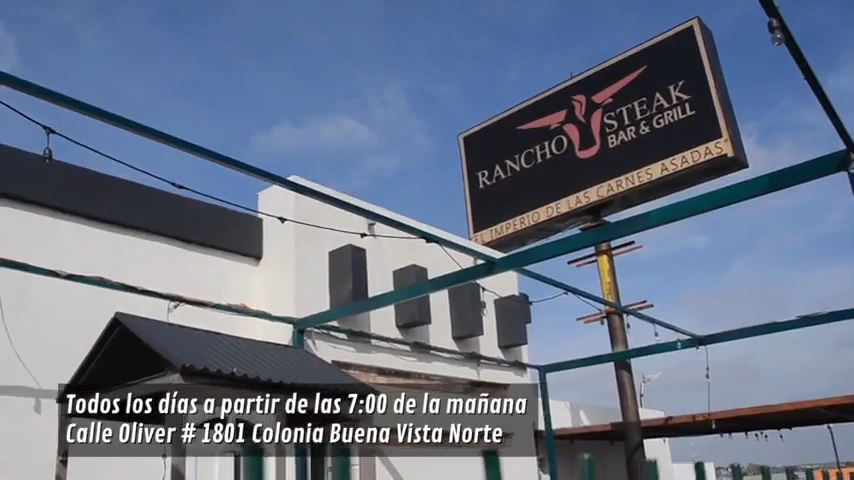 RANCHO STEAK
BAR & GRILL
"EL IMPERIO DE LAS CARNES ASADAS"
Todos los días a partir de las 7:00 de la mañana
Calle Oliver # 1801 Colonia Buena Vista Norte